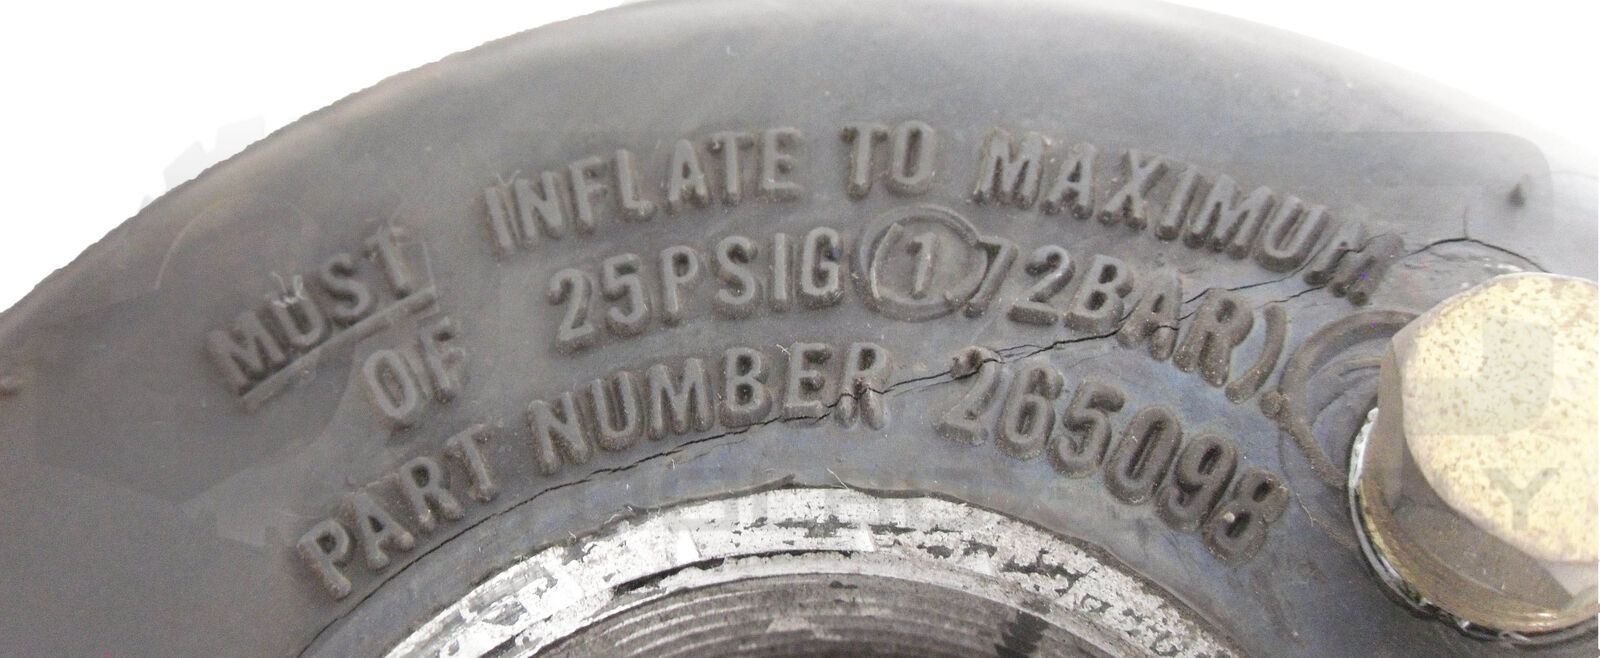 MUST INFLATE TO MAXIMUM
OF 25PSIG (1.72BAR).
PART NUMBER 265098